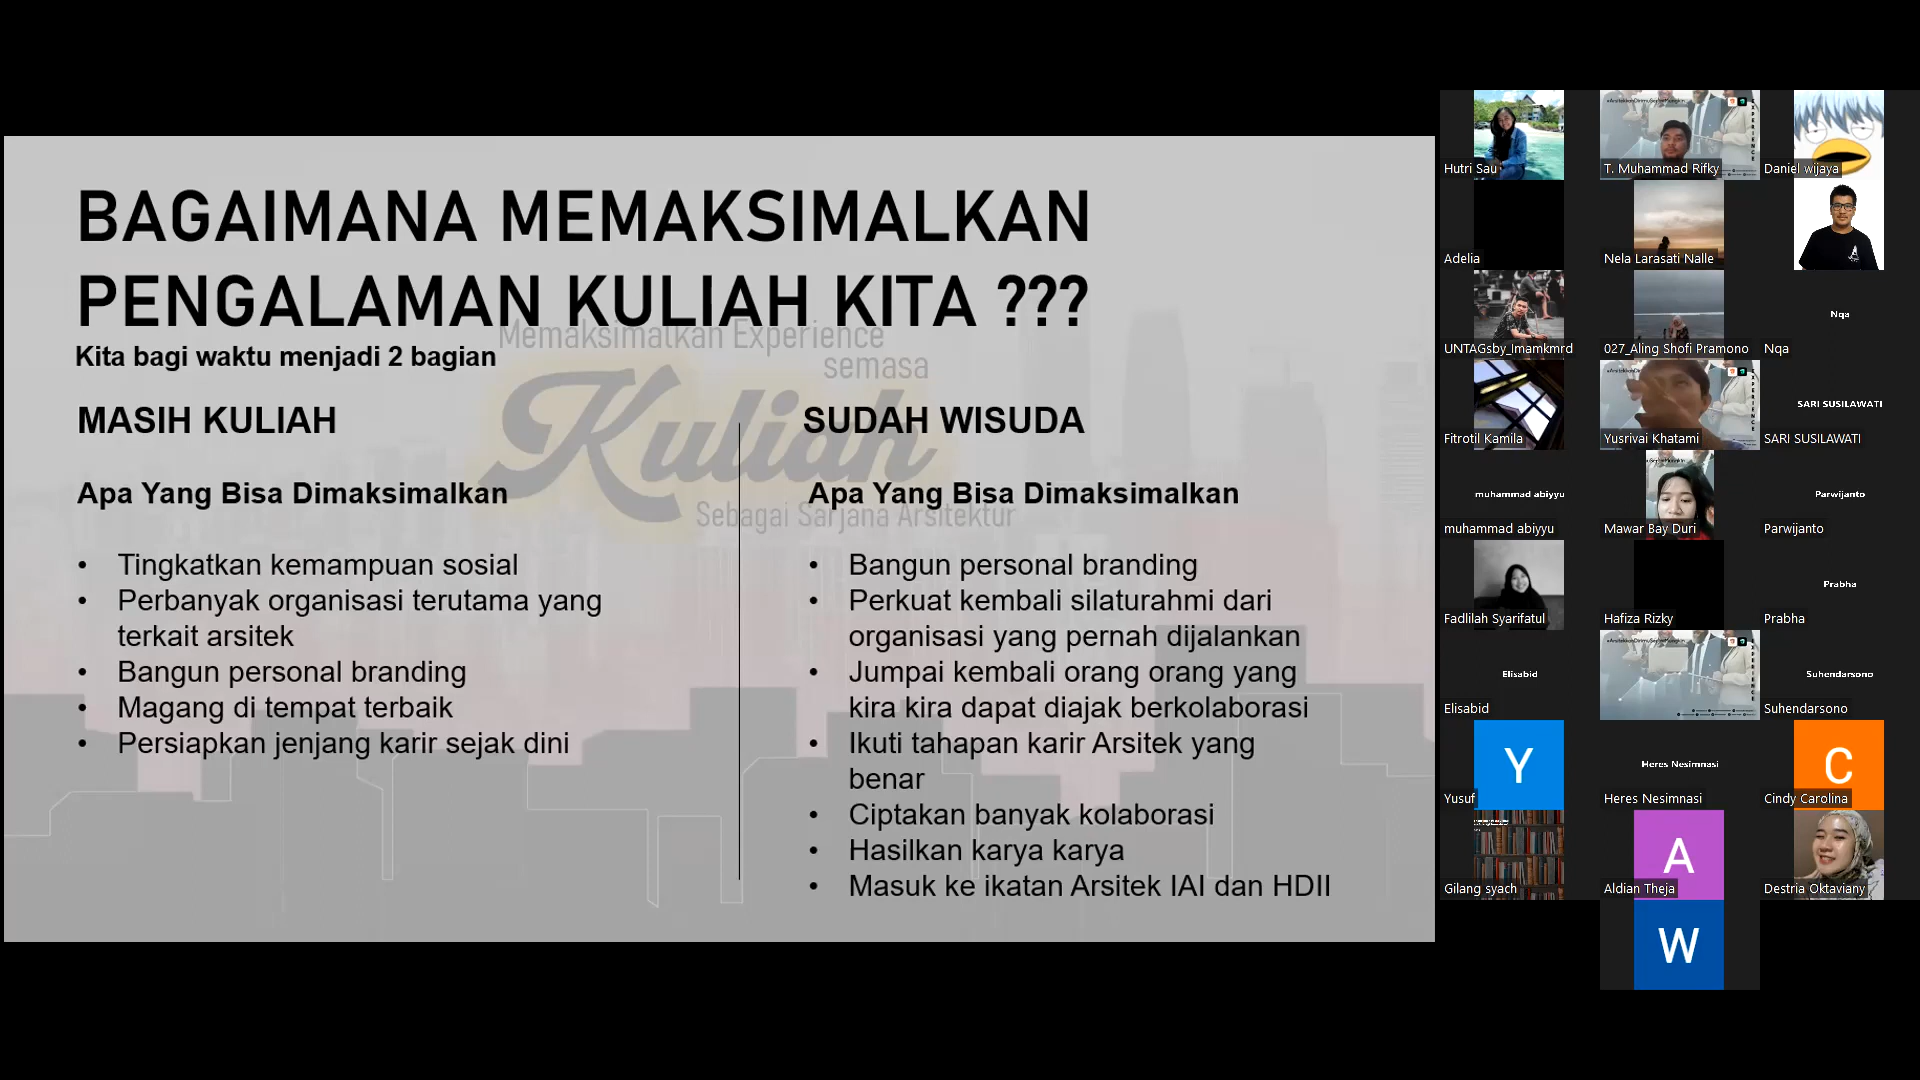 BAGAIMANA MEMAKSIMALKAN
PENGALAMAN KULIAH KITA ???
Memaksimalkan Experience
semasa
Kuliah
Sebagai Sarjana Arsitektur
Kita bagi waktu menjadi 2 bagian
MASIH KULIAH
Apa Yang Bisa Dimaksimalkan
• Tingkatkan kemampuan sosial
• Perbanyak organisasi terutama yang
terkait arsitek
• Bangun personal branding
• Magang di tempat terbaik
• Persiapkan jenjang karir sejak dini
SUDAH WISUDA
Apa Yang Bisa Dimaksimalkan
• Bangun personal branding
• Perkuat kembali silaturahmi dari
organisasi yang pernah dijalankan
• Jumpai kembali orang orang yang
kira kira dapat diajak berkolaborasi
• Ikuti tahapan karir Arsitek yang
benar
• Ciptakan banyak kolaborasi
• Hasilkan karya karya
• Masuk ke ikatan Arsitek IAI dan HDII
Hutri Sau
T. Muhammad Rifky
EXPERIENCE
Daniel wijaya
Adelia
Nela Larasati Nalle
UNTAGsby_Imamkmrd
027_Aling Shofi Pramono
Nqa
Nqa
Fitrotil Kamila
Yusrivai Khatami
EXPERIENCE
SARI SUSILAWATI
SARI SUSILAWATI
muhammad abiyyu
muhammad abiyyu
Mawar Bay Duri
Parwijanto
Parwijanto
Fadlilah Syarifatul
Hafiza Rizky
Prabha
Prabha
Elisabid
Elisabid
EXPERIENCE
Suhendarsono
Suhendarsono
Y
Yusuf
Heres Nesimnasi
Heres Nesimnasi
C
Cindy Carolina
Gilang syach
A
Aldian Theja
Destria Oktaviany
W